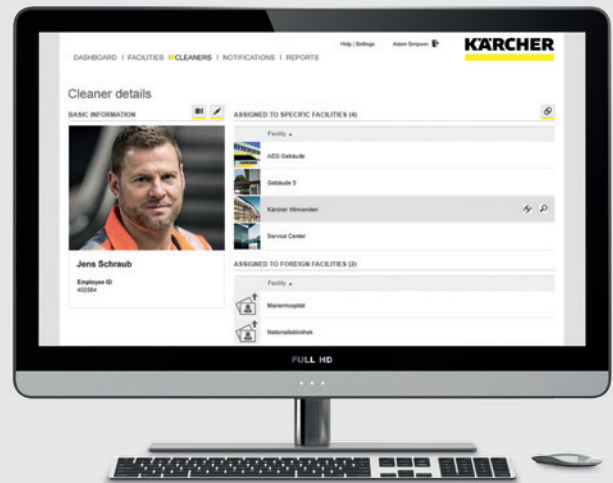 Help | Settings Adam Simpson
KÄRCHER
DASHBOARD | FACILITIES | CLEANERS | NOTIFICATIONS | REPORTS
Cleaner details
BASIC INFORMATION
ASSIGNED TO SPECIFIC FACILITIES (4)
Facility
AEG Gebäude
Gebäude 5
Kärcher Winnenden
Service Center
Jens Schraub
Employee ID
402584
ASSIGNED TO FOREIGN FACILITIES (2)
Facility
Marienhospital
Nationalbibliothek
FULL HD